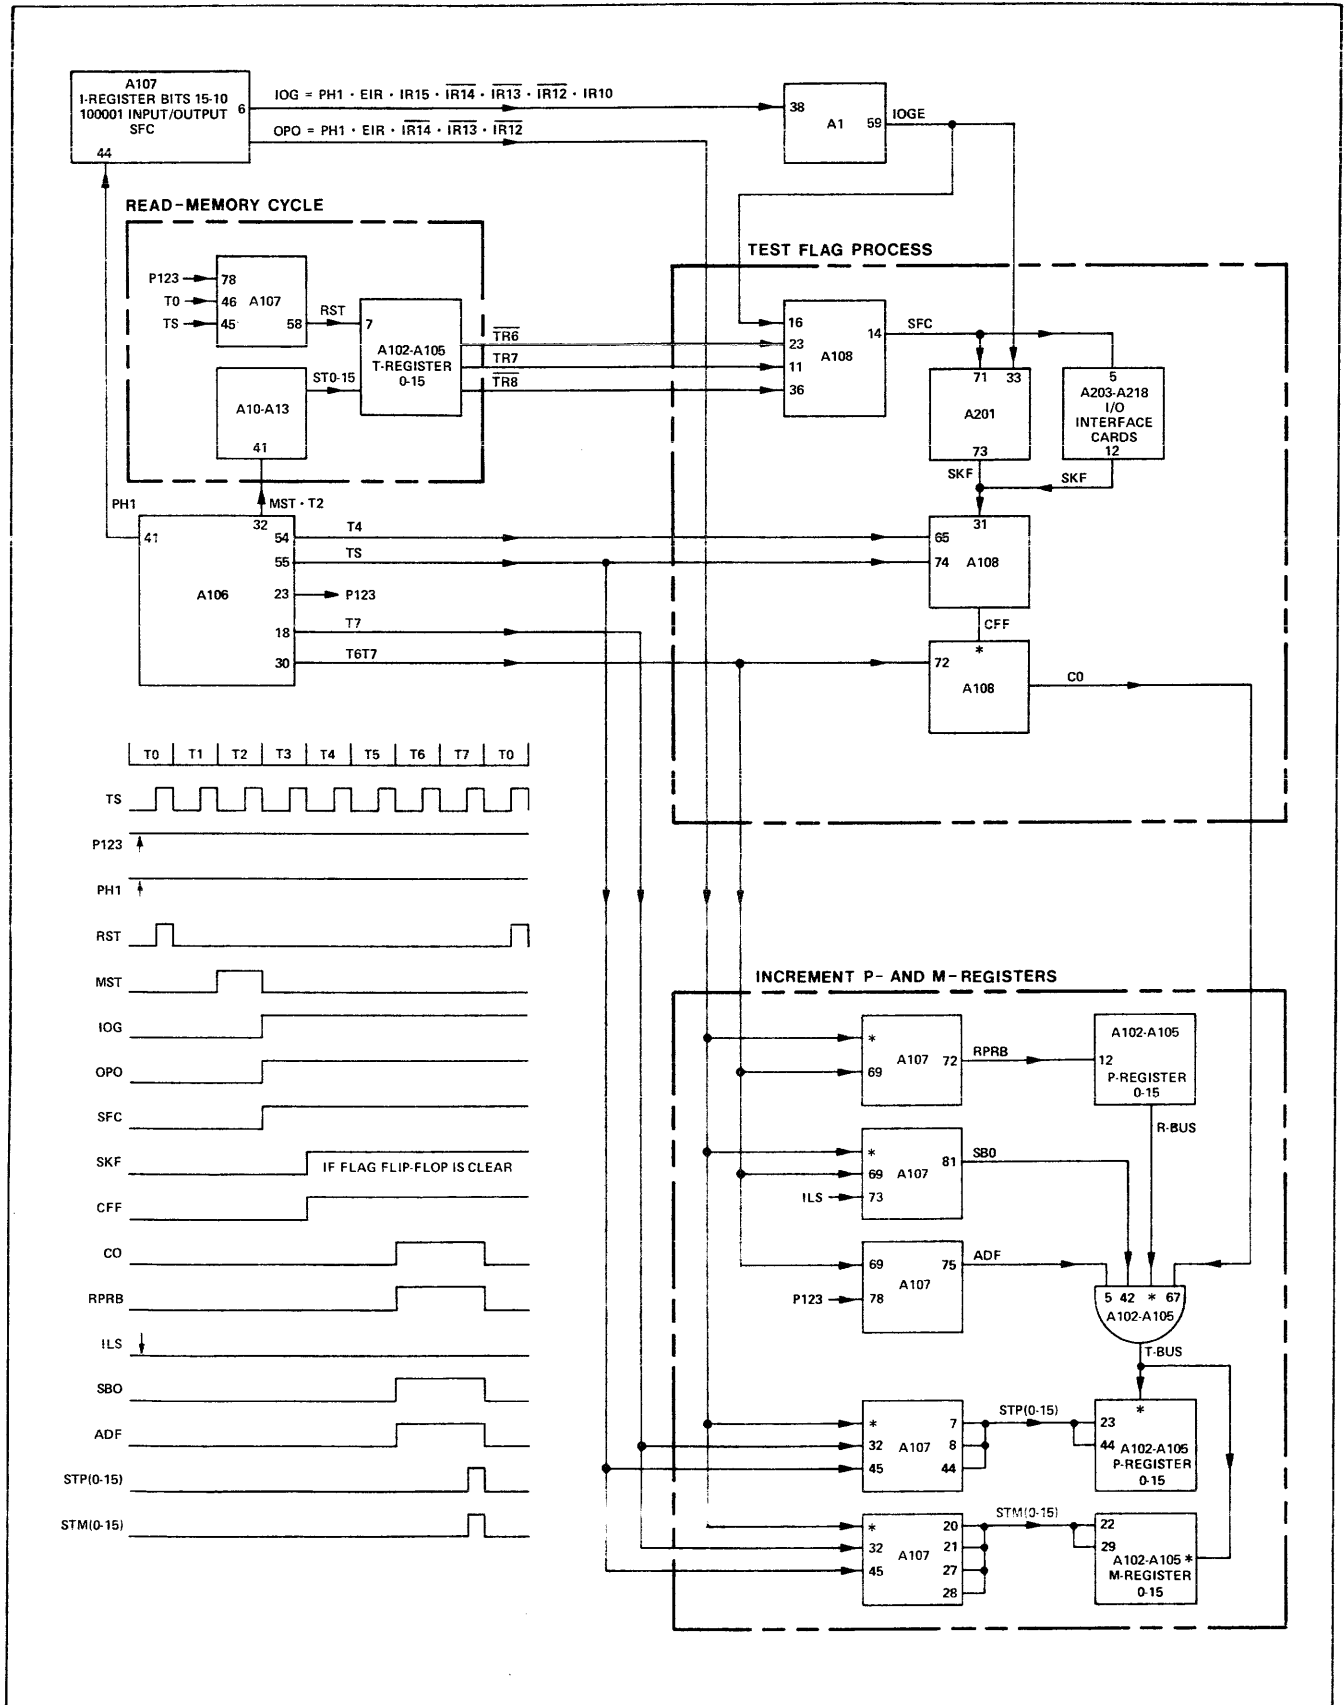 A107
I-REGISTER BITS 15-10
100001 INPUT/OUTPUT
SFC
6
44
IOG = PH1 · EIR · IR15 · IR14 · IR13 · IR12 · IR10
OPO = PH1 · EIR · IR14 · IR13 · IR12
38
A1
59
IOGE
READ-MEMORY CYCLE
P123
T0
TS
78
46
45
A107
58
RST
7
A102-A105
T-REGISTER
0-15
A10-A13
41
ST0-15
TR6
TR7
TR8
MST · T2
PH1
41
32
54
55
23
18
30
A106
T4
TS
P123
T7
T6T7
TEST FLAG PROCESS
16
23
11
36
A108
14
SFC
71
33
A201
73
SKF
5
A203-A218
I/O
INTERFACE
CARDS
12
SKF
31
65
74
A108
CFF
*
72
A108
CO
T0 T1 T2 T3 T4 T5 T6 T7 T0
TS
P123
PH1
RST
MST
IOG
OPO
SFC
SKF
IF FLAG FLIP-FLOP IS CLEAR
CFF
CO
RPRB
ILS
SBO
ADF
STP(0-15)
STM(0-15)
INCREMENT P- AND M-REGISTERS
*
69
A107
72
RPRB
A102-A105
12
P-REGISTER
0-15
R-BUS
*
69
73
A107
81
SBO
ILS
69
78
A107
75
ADF
P123
5 42 * 67
A102-A105
T-BUS
*
32
45
A107
7
8
44
STP(0-15)
*
23
44
A102-A105
P-REGISTER
0-15
*
32
45
A107
20
21
27
28
STM(0-15)
22
29
A102-A105 *
M-REGISTER
0-15